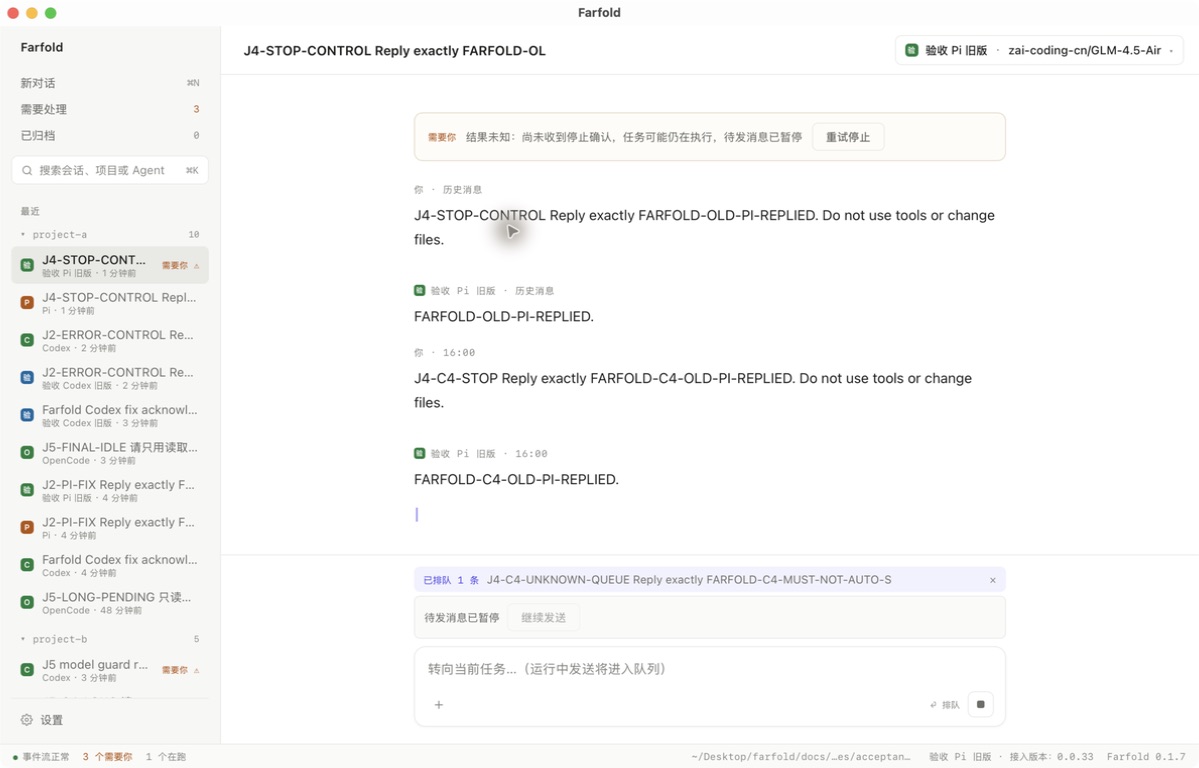 Farfold
Farfold
新对话 ⌘N
需要处理 3
已归档 0
搜索会话、项目或 Agent ⌘K
最近
project-a 10
验 J4-STOP-CONT... 需要你
验收 Pi 旧版 · 1 分钟前
P J4-STOP-CONTROL Repl...
Pi · 1 分钟前
C J2-ERROR-CONTROL Re...
Codex · 2 分钟前
验 J2-ERROR-CONTROL Re...
验收 Codex 旧版 · 2 分钟前
验 Farfold Codex fix acknowl...
验收 Codex 旧版 · 3 分钟前
O J5-FINAL-IDLE 请只用读取...
OpenCode · 3 分钟前
验 J2-PI-FIX Reply exactly F...
验收 Pi 旧版 · 4 分钟前
P J2-PI-FIX Reply exactly F...
Pi · 4 分钟前
C Farfold Codex fix acknowl...
Codex · 4 分钟前
O J5-LONG-PENDING 只读...
OpenCode · 48 分钟前
project-b 5
C J5 model guard r... 需要你
Codex · 3 分钟前
设置
J4-STOP-CONTROL Reply exactly FARFOLD-OL
验 验收 Pi 旧版 · zai-coding-cn/GLM-4.5-Air
需要你 结果未知：尚未收到停止确认，任务可能仍在执行，待发消息已暂停 重试停止
你 · 历史消息
J4-STOP-CONTROL Reply exactly FARFOLD-OLD-PI-REPLIED. Do not use tools or change
files.
验 验收 Pi 旧版 · 历史消息
FARFOLD-OLD-PI-REPLIED.
你 · 16:00
J4-C4-STOP Reply exactly FARFOLD-C4-OLD-PI-REPLIED. Do not use tools or change
files.
验 验收 Pi 旧版 · 16:00
FARFOLD-C4-OLD-PI-REPLIED.
已排队 1 条 J4-C4-UNKNOWN-QUEUE Reply exactly FARFOLD-C4-MUST-NOT-AUTO-S ×
待发消息已暂停 继续发送
转向当前任务...（运行中发送将进入队列）
+ ⏎ 排队
事件流正常 3 个需要你 1 个在跑 ~/Desktop/farfold/docs/…es/acceptan… 验收 Pi 旧版 · 接入版本: 0.0.33 Farfold 0.1.7